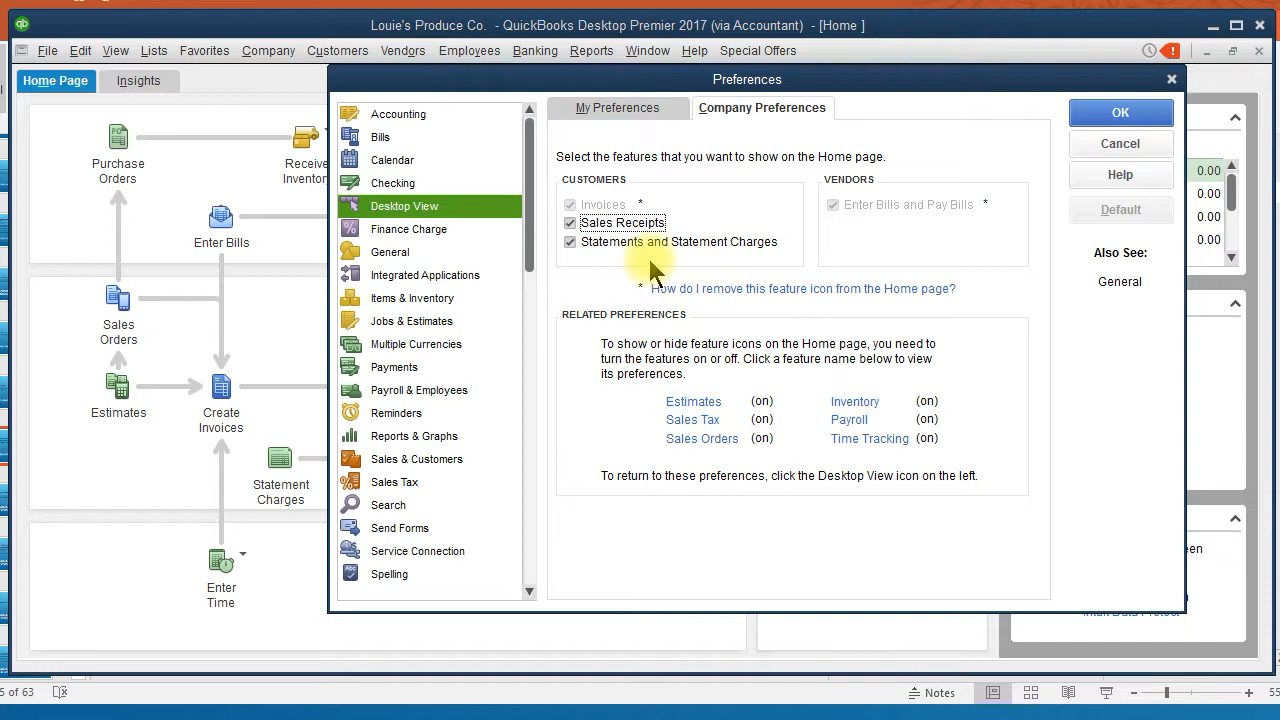 Louie's Produce Co. - QuickBooks Desktop Premier 2017 (via Accountant) - [Home ]
File Edit View Lists Favorites Company Customers Vendors Employees Banking Reports Window Help Special Offers
Home Page Insights
Purchase
Orders
Receive
Inventory
Enter Bills
Sales
Orders
Estimates
Create
Invoices
Statement
Charges
Enter
Time
Preferences
Accounting
Bills
Calendar
Checking
Desktop View
Finance Charge
General
Integrated Applications
Items & Inventory
Jobs & Estimates
Multiple Currencies
Payments
Payroll & Employees
Reminders
Reports & Graphs
Sales & Customers
Sales Tax
Search
Send Forms
Service Connection
Spelling
My Preferences Company Preferences
Select the features that you want to show on the Home page.
CUSTOMERS
Invoices *
Sales Receipts
Statements and Statement Charges
VENDORS
Enter Bills and Pay Bills *
* How do I remove this feature icon from the Home page?
RELATED PREFERENCES
To show or hide feature icons on the Home page, you need to
turn the features on or off. Click a feature name below to view
its preferences.
Estimates (on) Inventory (on)
Sales Tax (on) Payroll (on)
Sales Orders (on) Time Tracking (on)
To return to these preferences, click the Desktop View icon on the left.
OK
Cancel
Help
Default
Also See:
General
0.00
0.00
0.00
0.00
5 of 63 Notes 55